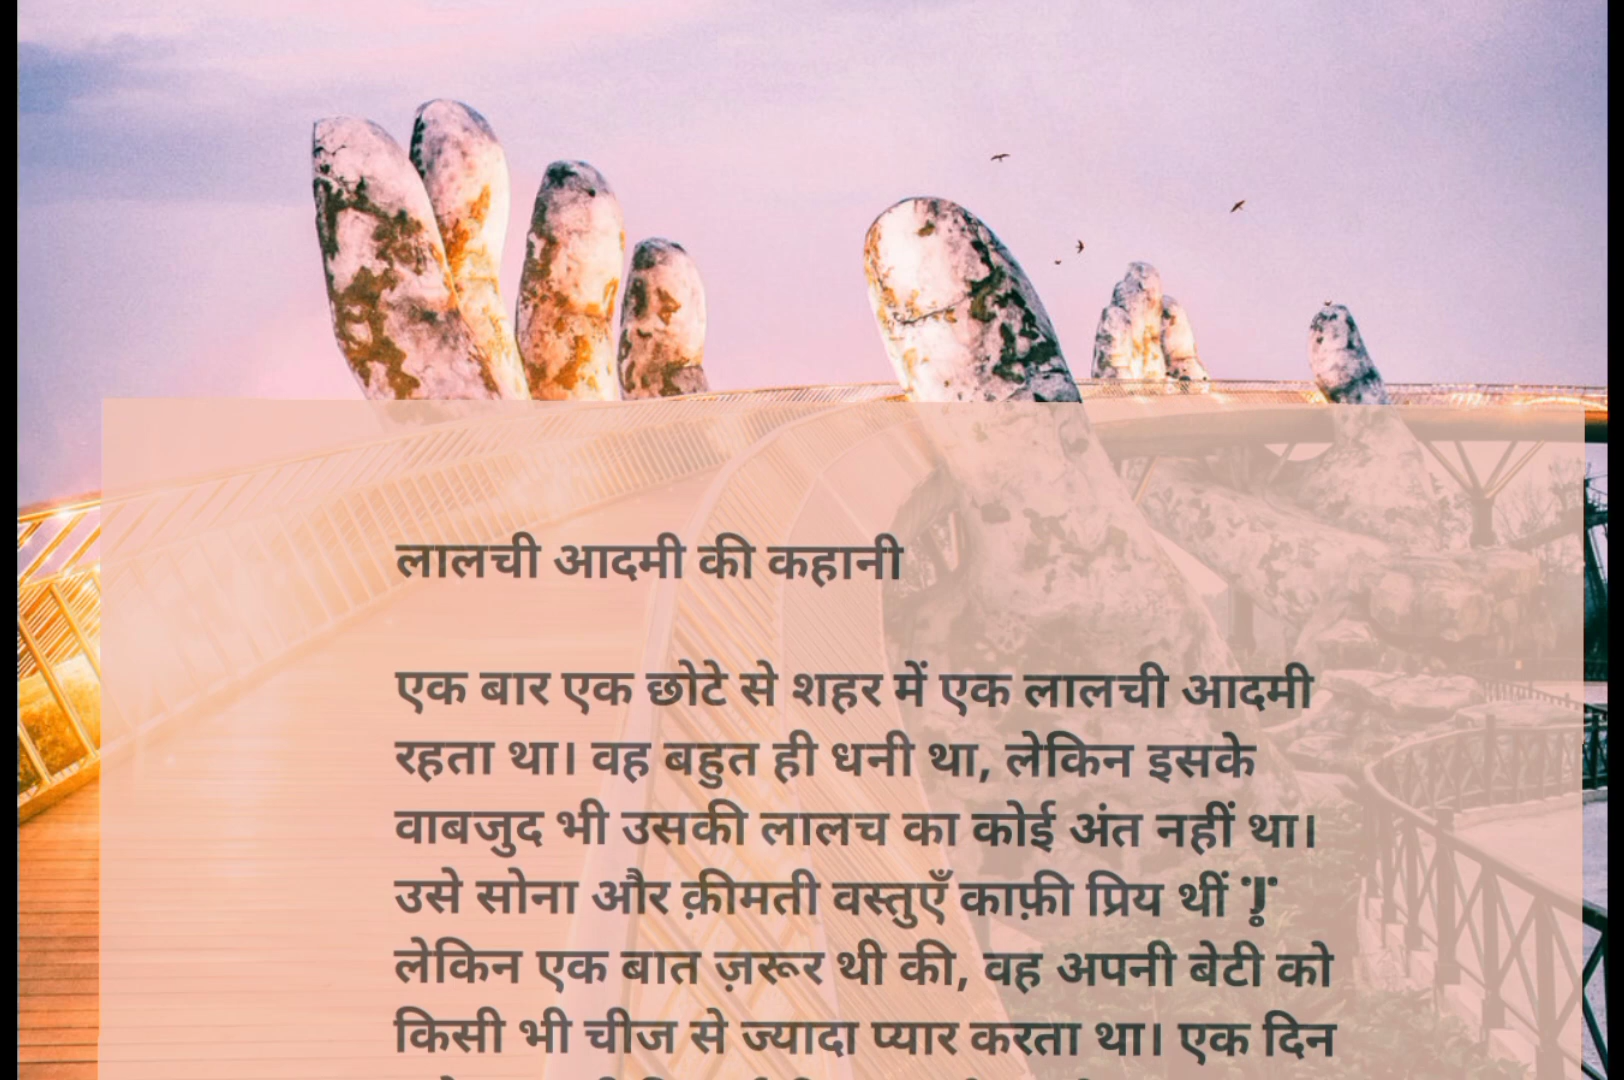 लालची आदमी की कहानी
एक बार एक छोटे से शहर में एक लालची आदमी
रहता था। वह बहुत ही धनी था, लेकिन इसके
वाबजुद भी उसकी लालच का कोई अंत नहीं था।
उसे सोना और क़ीमती वस्तुएँ काफ़ी प्रिय थीं
लेकिन एक बात ज़रूर थी की, वह अपनी बेटी को
किसी भी चीज से ज्यादा प्यार करता था। एक दिन